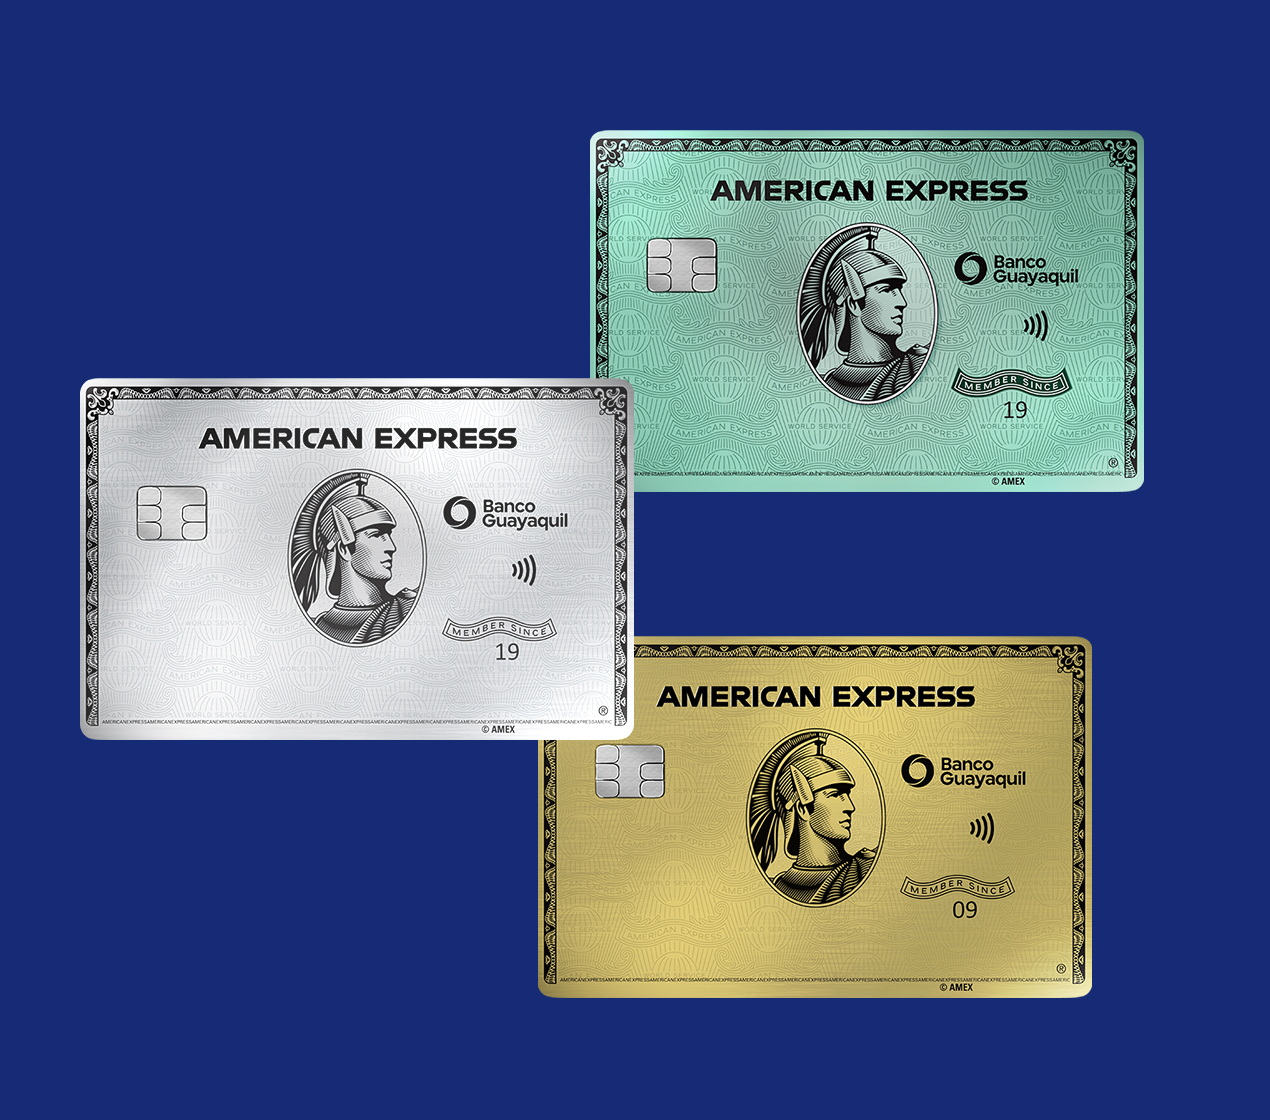 AMERICAN EXPRESS
Banco
Guayaquil
MEMBER SINCE
19
®
© AMEX
AMERICAN EXPRESS
Banco
Guayaquil
MEMBER SINCE
19
®
AMERICANEXPRESSAMERICANEXPRESSAMERICANEXPRESSAMERICANEXPRESSAMERICANEXPRESSAMERICANEXPRESSAMERICANEXPRESSAMERIC
© AMEX
AMERICAN EXPRESS
Banco
Guayaquil
MEMBER SINCE
09
®
© AMEX